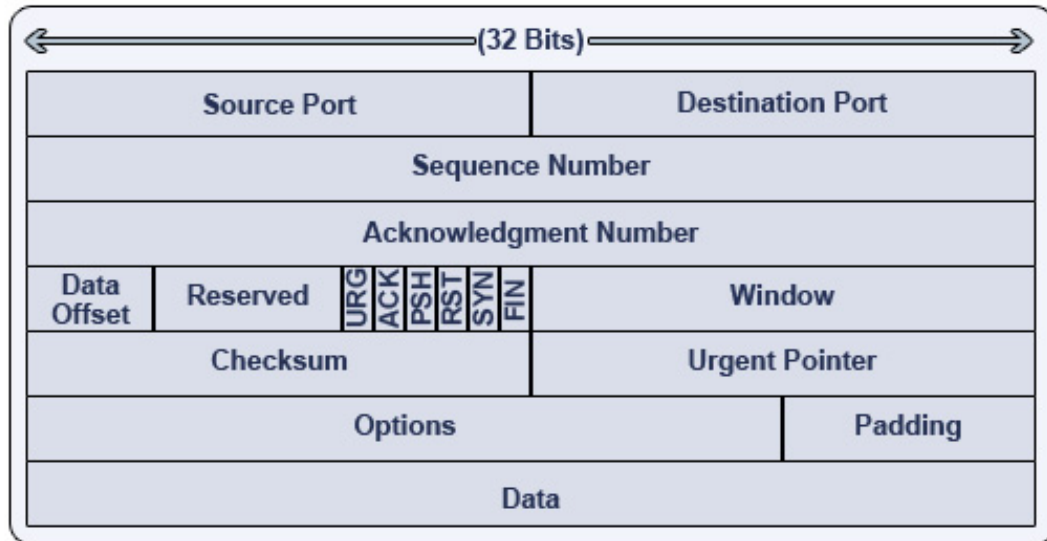 (32 Bits)
Source Port Destination Port
Sequence Number
Acknowledgment Number
Data Offset Reserved URG ACK PSH RST SYN FIN Window
Checksum Urgent Pointer
Options Padding
Data